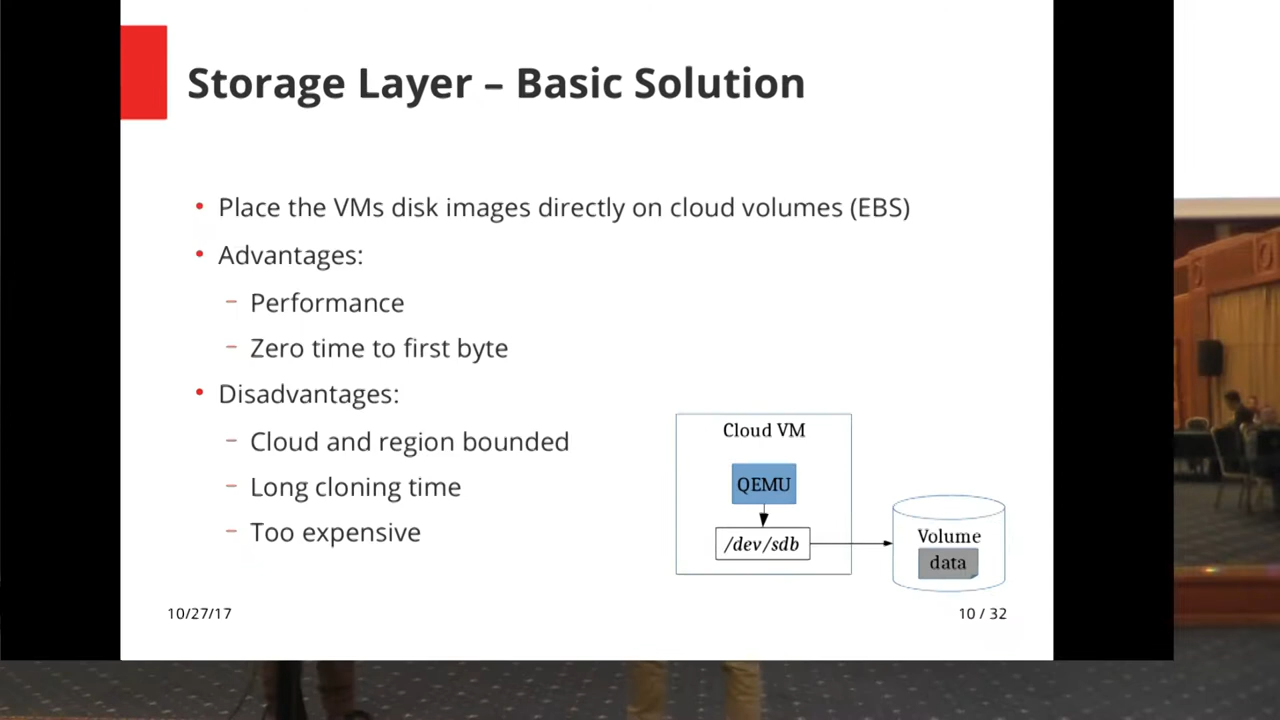 Storage Layer – Basic Solution
• Place the VMs disk images directly on cloud volumes (EBS)
• Advantages:
– Performance
– Zero time to first byte
• Disadvantages:
– Cloud and region bounded
– Long cloning time
– Too expensive
Cloud VM
QEMU
/dev/sdb
Volume
data
10/27/17
10 / 32